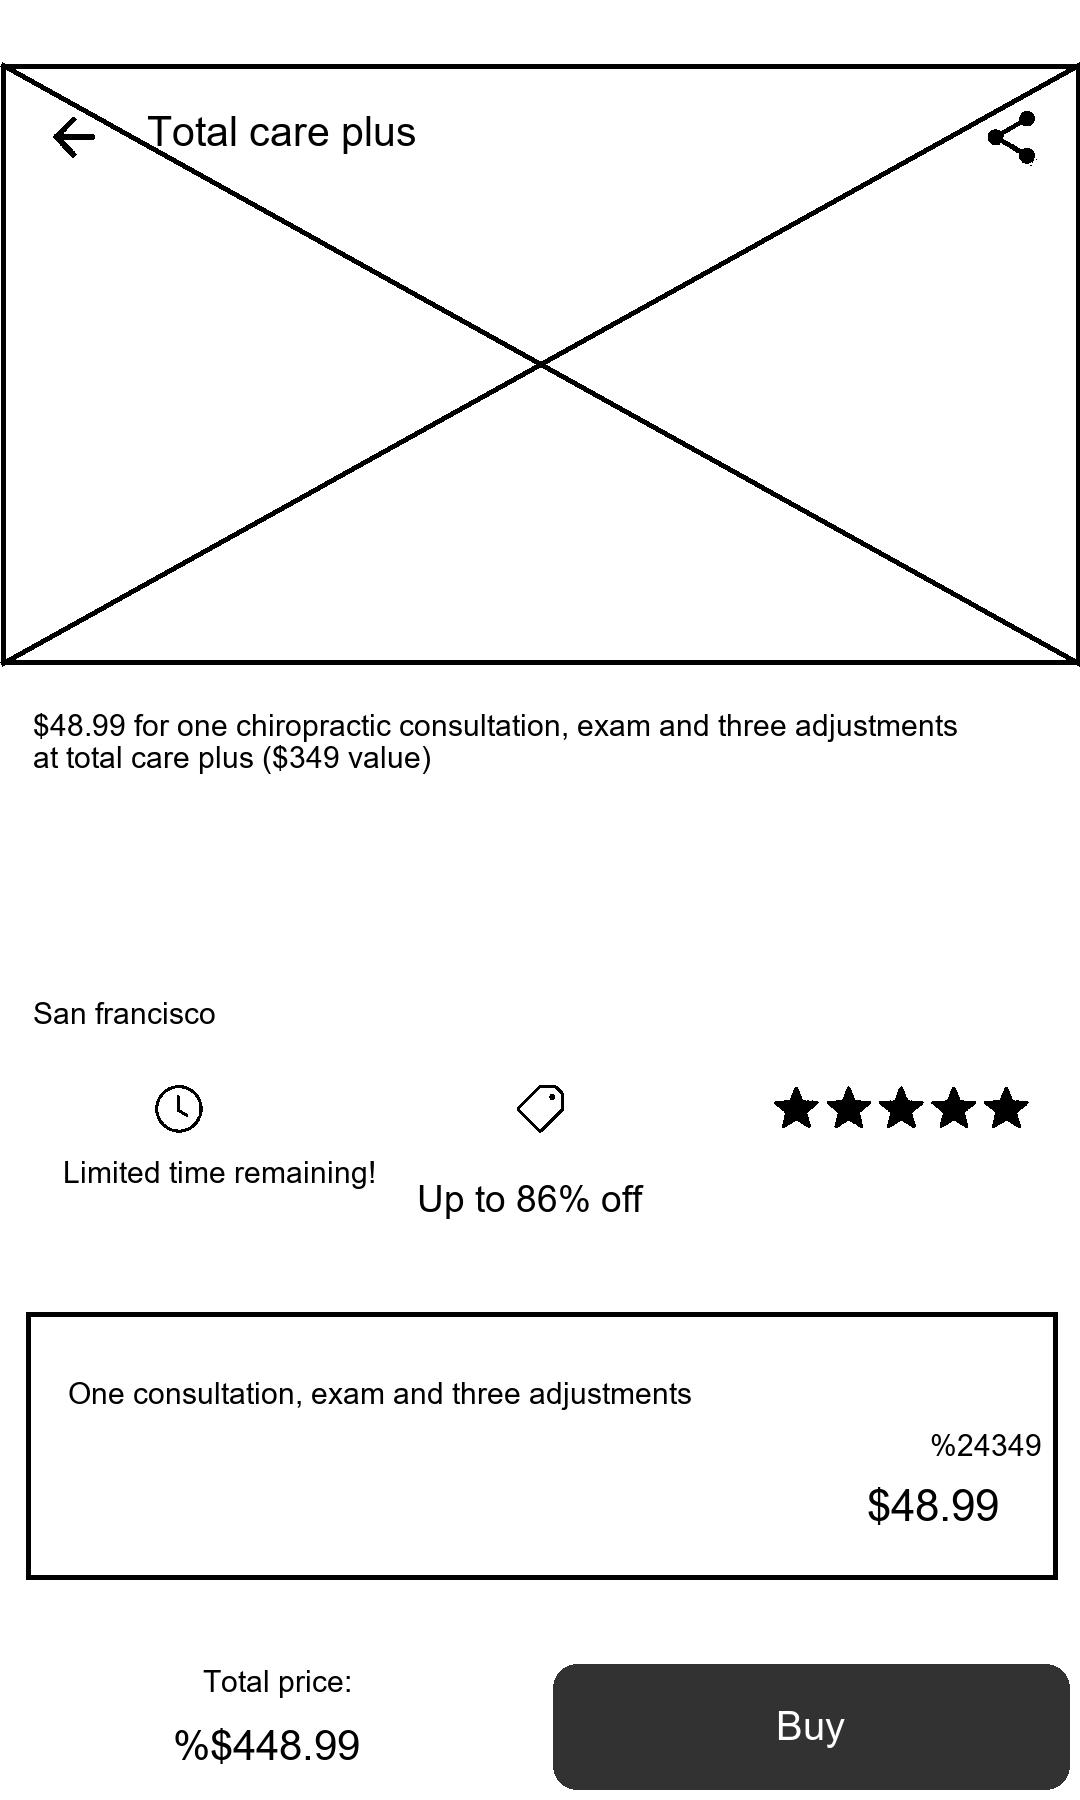 Total care plus
$48.99 for one chiropractic consultation, exam and three adjustments
at total care plus ($349 value)
San francisco
Limited time remaining!
Up to 86% off
One consultation, exam and three adjustments
%24349
$48.99
Total price:
%$448.99
Buy